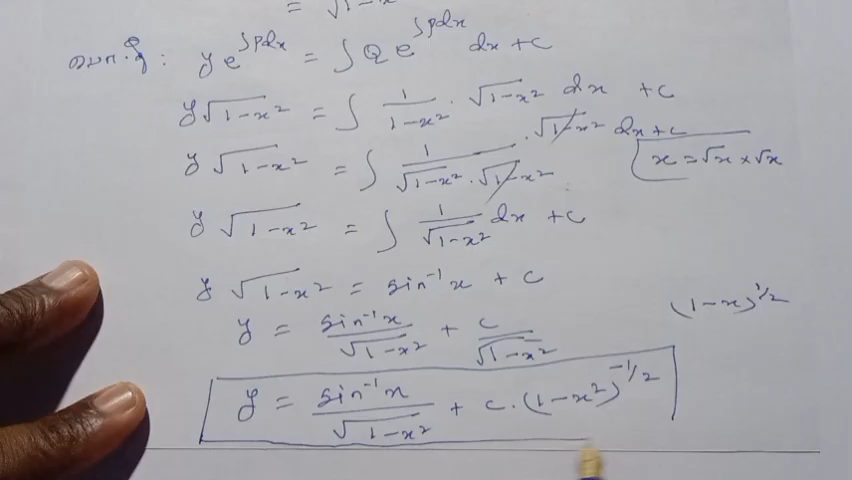 = √1-x
பொ.தீ : y e^∫pdx = ∫ Q e^∫pdx dx + c
y √1-x² = ∫ 1/(1-x²) · √1-x² dx + c
y √1-x² = ∫ 1/(√1-x² · √1-x²) · √1-x² dx + c
x = √x × √x
y √1-x² = ∫ 1/√1-x² dx + c
y √1-x² = sin⁻¹x + c
(1-x)^1/2
y = sin⁻¹x/√1-x² + c/√1-x²
y = sin⁻¹x/√1-x² + c·(1-x²)^-1/2